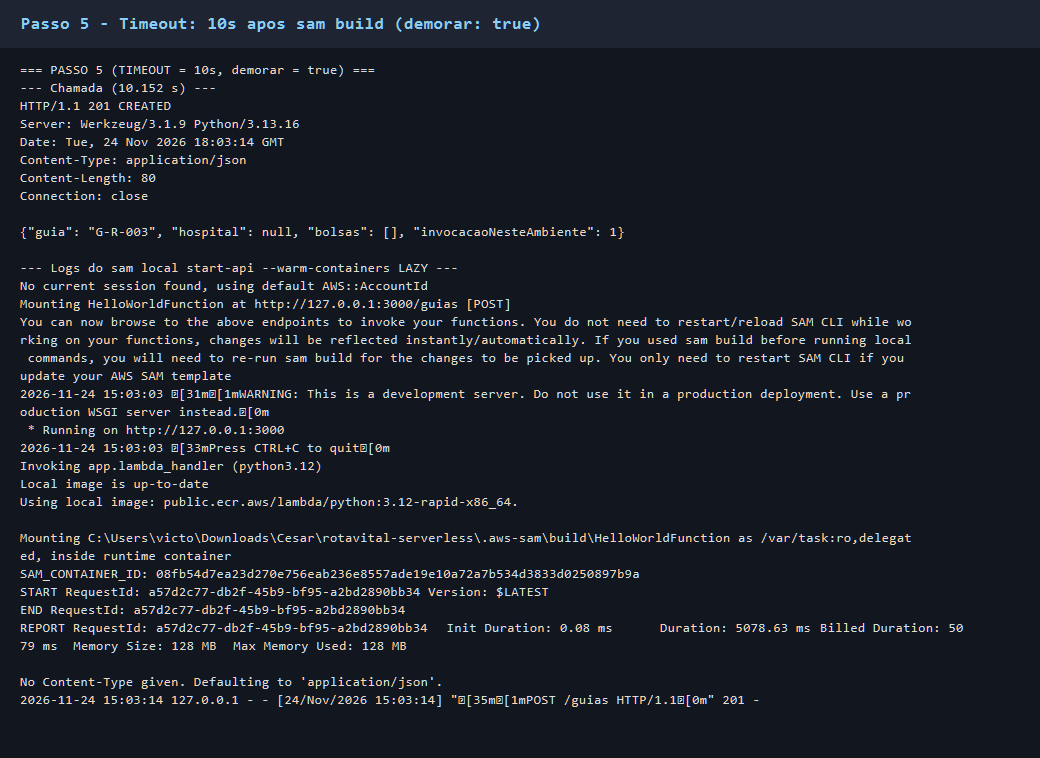 Passo 5 - Timeout: 10s apos sam build (demorar: true)
=== PASSO 5 (TIMEOUT = 10s, demorar = true) ===
--- Chamada (10.152 s) ---
HTTP/1.1 201 CREATED
Server: Werkzeug/3.1.9 Python/3.13.16
Date: Tue, 24 Nov 2026 18:03:14 GMT
Content-Type: application/json
Content-Length: 80
Connection: close
{"guia": "G-R-003", "hospital": null, "bolsas": [], "invocacaoNesteAmbiente": 1}
--- Logs do sam local start-api --warm-containers LAZY ---
No current session found, using default AWS::AccountId
Mounting HelloWorldFunction at http://127.0.0.1:3000/guias [POST]
You can now browse to the above endpoints to invoke your functions. You do not need to restart/reload SAM CLI while wo
rking on your functions, changes will be reflected instantly/automatically. If you used sam build before running local
 commands, you will need to re-run sam build for the changes to be picked up. You only need to restart SAM CLI if you
update your AWS SAM template
2026-11-24 15:03:03 [31m[1mWARNING: This is a development server. Do not use it in a production deployment. Use a pr
oduction WSGI server instead.[0m
 * Running on http://127.0.0.1:3000
2026-11-24 15:03:03 [33mPress CTRL+C to quit[0m
Invoking app.lambda_handler (python3.12)
Local image is up-to-date
Using local image: public.ecr.aws/lambda/python:3.12-rapid-x86_64.
Mounting C:\Users\victo\Downloads\Cesar\rotavital-serverless\.aws-sam\build\HelloWorldFunction as /var/task:ro,delegat
ed, inside runtime container
SAM_CONTAINER_ID: 08fb54d7ea23d270e756eab236e8557ade19e10a72a7b534d3833d0250897b9a
START RequestId: a57d2c77-db2f-45b9-bf95-a2bd2890bb34 Version: $LATEST
END RequestId: a57d2c77-db2f-45b9-bf95-a2bd2890bb34
REPORT RequestId: a57d2c77-db2f-45b9-bf95-a2bd2890bb34  Init Duration: 0.08 ms      Duration: 5078.63 ms Billed Duration: 50
79 ms  Memory Size: 128 MB  Max Memory Used: 128 MB
No Content-Type given. Defaulting to 'application/json'.
2026-11-24 15:03:14 127.0.0.1 - - [24/Nov/2026 15:03:14] "[35m[1mPOST /guias HTTP/1.1[0m" 201 -